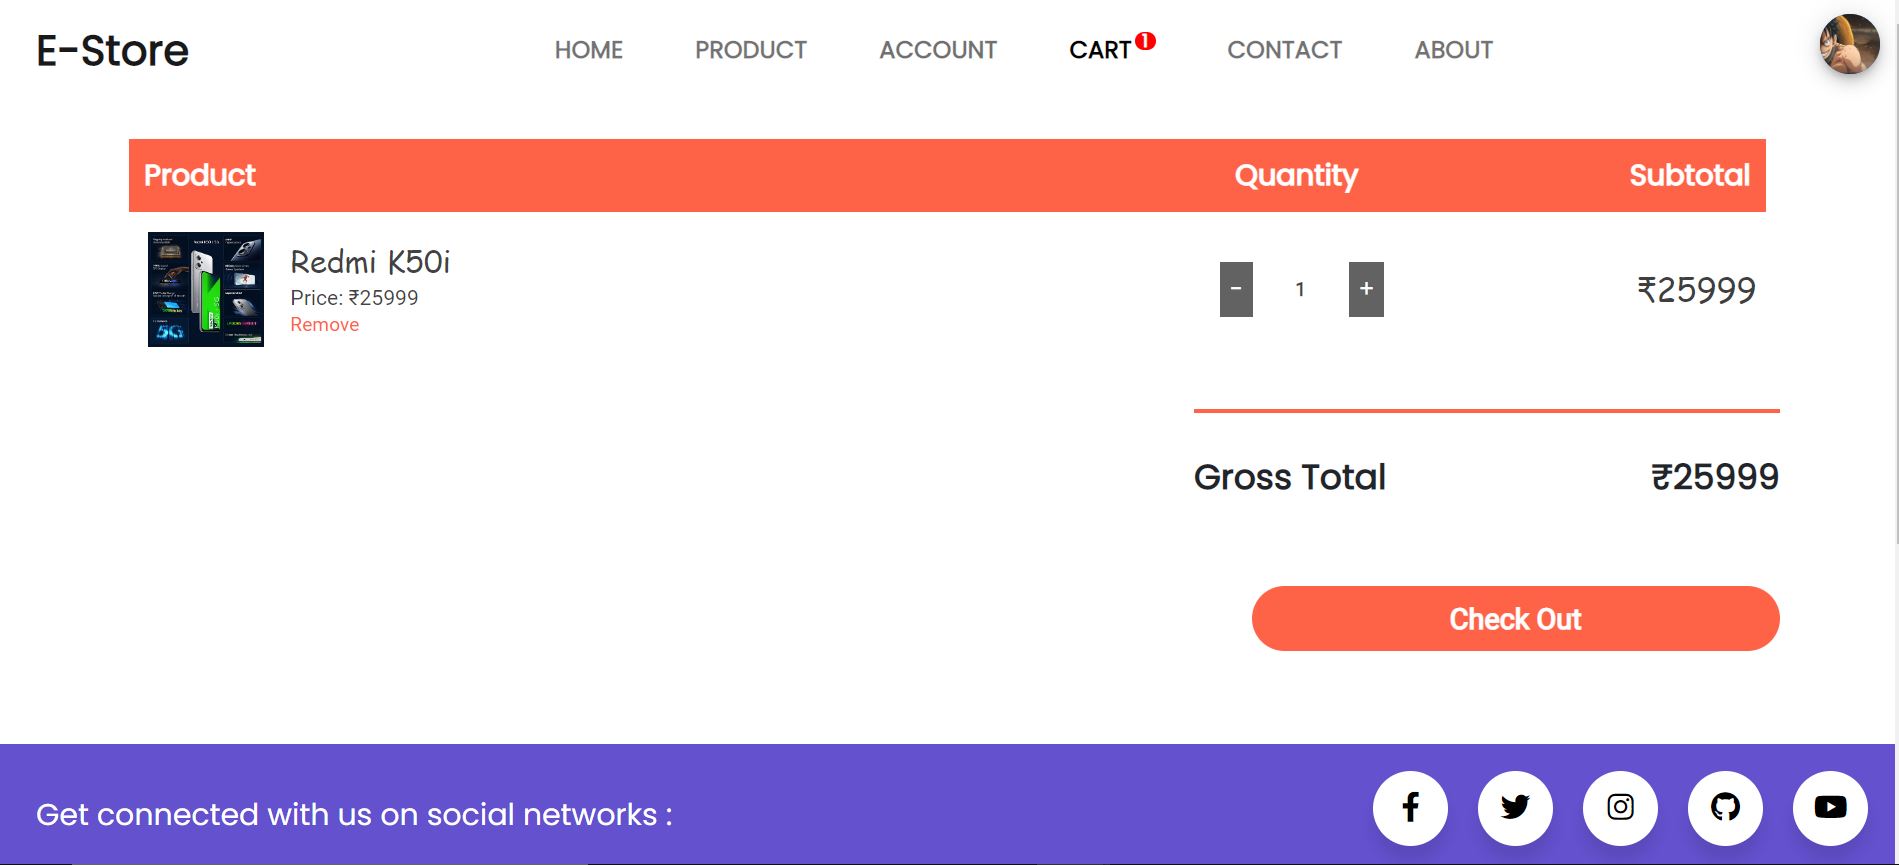 E-Store HOME PRODUCT ACCOUNT CART 1 CONTACT ABOUT
Product Quantity Subtotal
Redmi K50i
Price: ₹25999
Remove
- 1 + ₹25999
5G
Gross Total ₹25999
Check Out
Get connected with us on social networks :